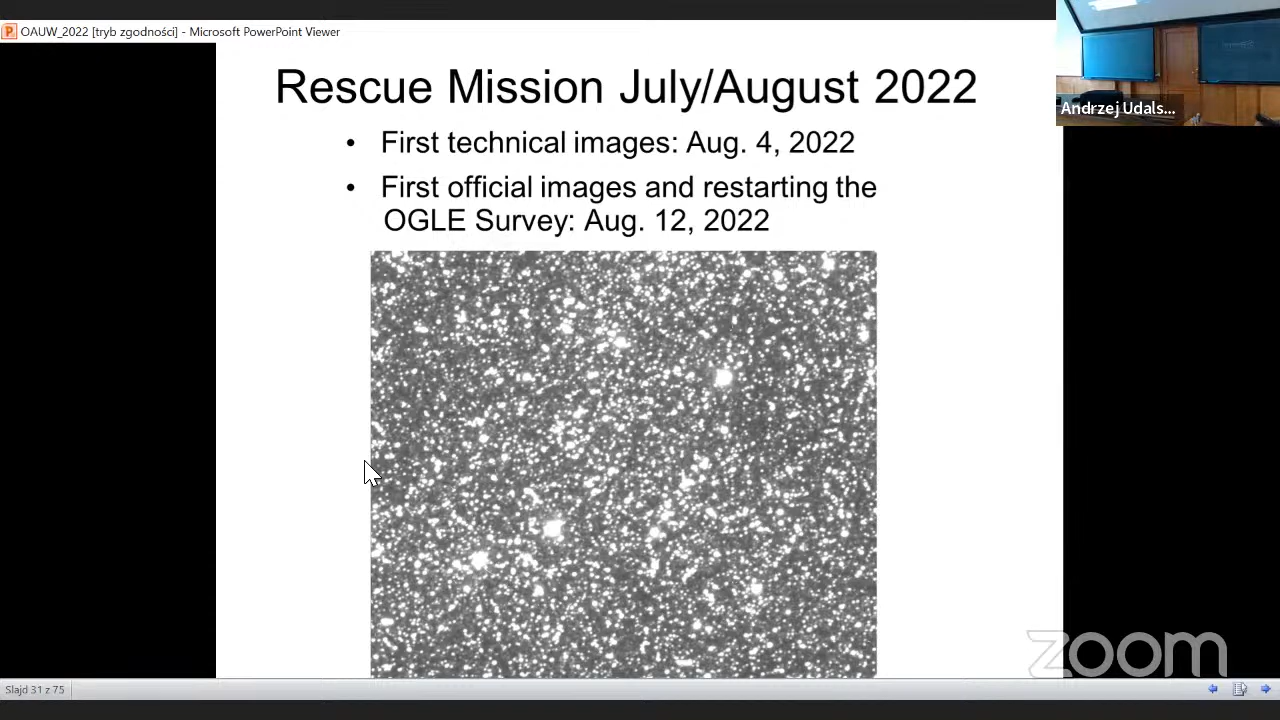 OAUW_2022 [tryb zgodności] - Microsoft PowerPoint Viewer
Rescue Mission July/August 2022
Andrzej Udals...
• First technical images: Aug. 4, 2022
• First official images and restarting the
OGLE Survey: Aug. 12, 2022
zoom
Slajd 31 z 75